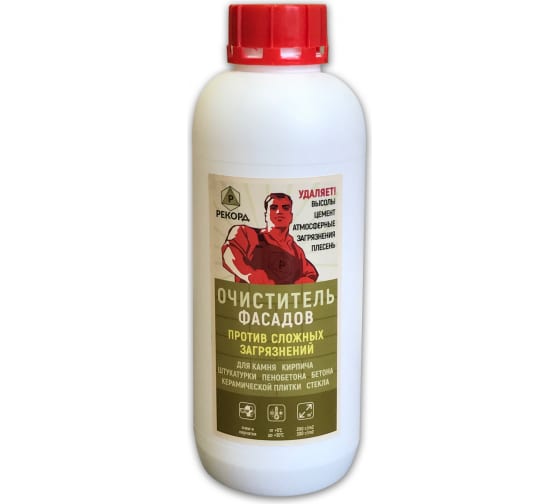 Р
РЕКОРД
УДАЛЯЕТ!
ВЫСОЛЫ
ЦЕМЕНТ
АТМОСФЕРНЫЕ
ЗАГРЯЗНЕНИЯ
ПЛЕСЕНЬ
Р
ОЧИСТИТЕЛЬ
ФАСАДОВ
ПРОТИВ СЛОЖНЫХ
ЗАГРЯЗНЕНИЙ
ДЛЯ КАМНЯ КИРПИЧА
ШТУКАТУРКИ ПЕНОБЕТОНА БЕТОНА
КЕРАМИЧЕСКОЙ ПЛИТКИ СТЕКЛА